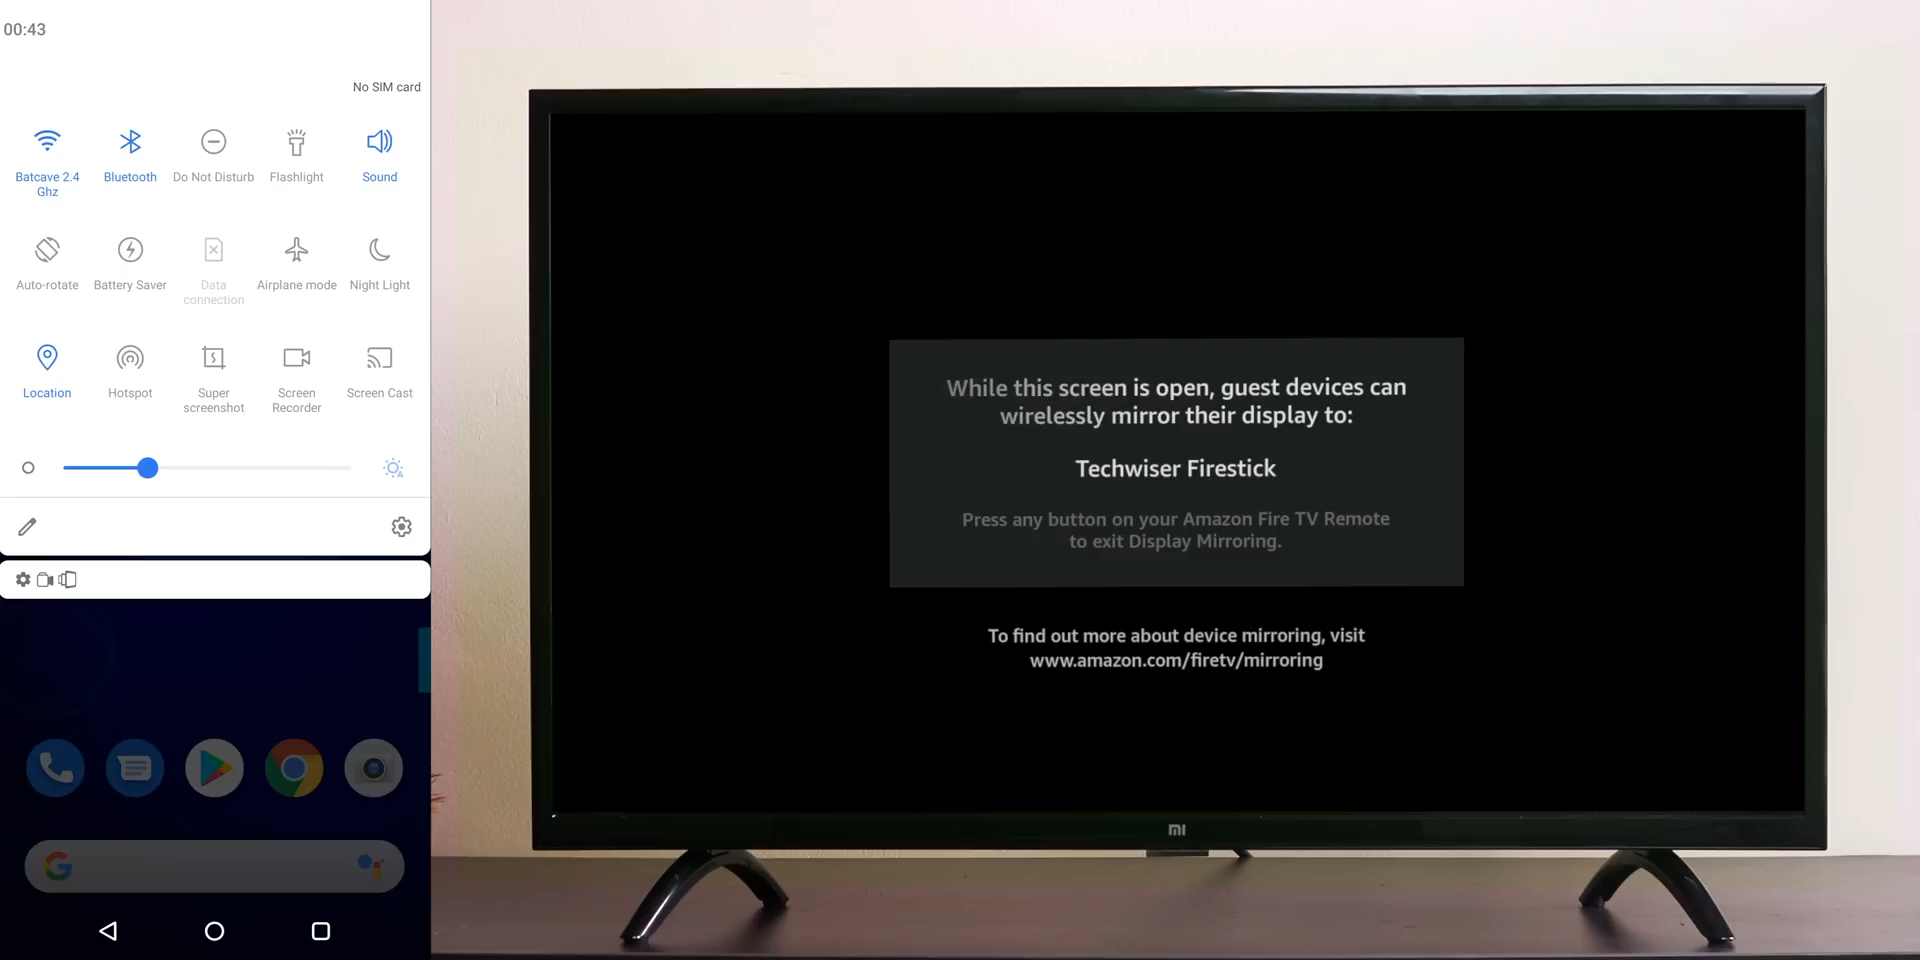 00:43
No SIM card
Batcave 2.4
Ghz
Bluetooth
Do Not Disturb
Flashlight
Sound
Auto-rotate
Battery Saver
Data
connection
Airplane mode
Night Light
Location
Hotspot
Super
screenshot
Screen
Recorder
Screen Cast
While this screen is open, guest devices can
wirelessly mirror their display to:
Techwiser Firestick
Press any button on your Amazon Fire TV Remote
to exit Display Mirroring.
To find out more about device mirroring, visit
www.amazon.com/firetv/mirroring
mi